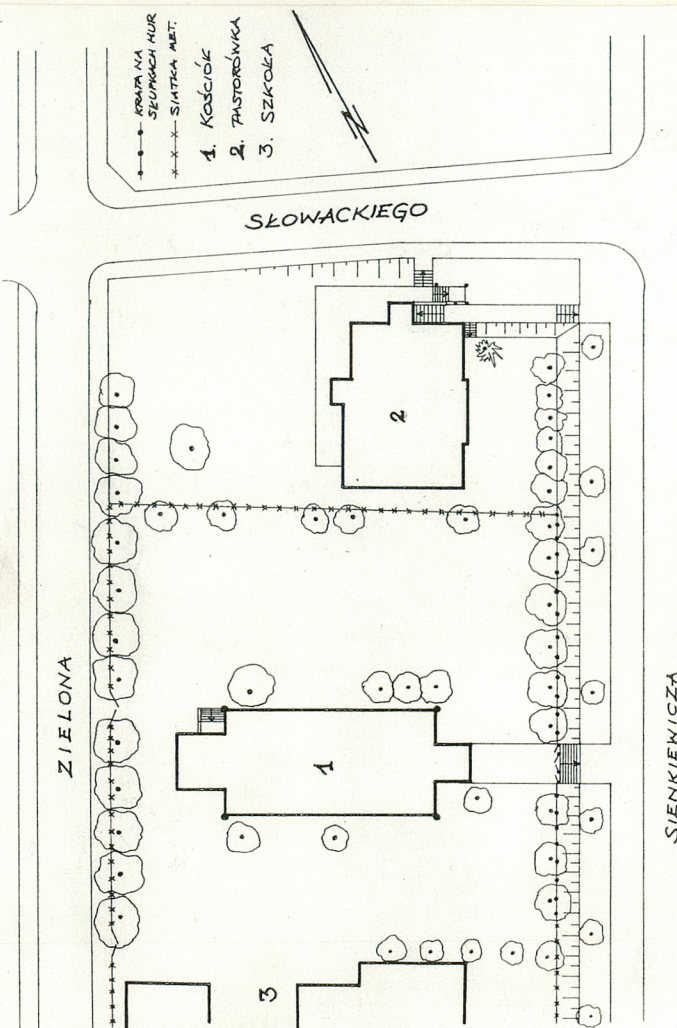 KRATA NA
SŁUPKACH MUR
SIATKA MET.
1. KOŚCIÓŁ
2. PASTORÓWKA
3. SZKOŁA
N
SŁOWACKIEGO
2
ZIELONA
1
SIENKIEWICZA
3